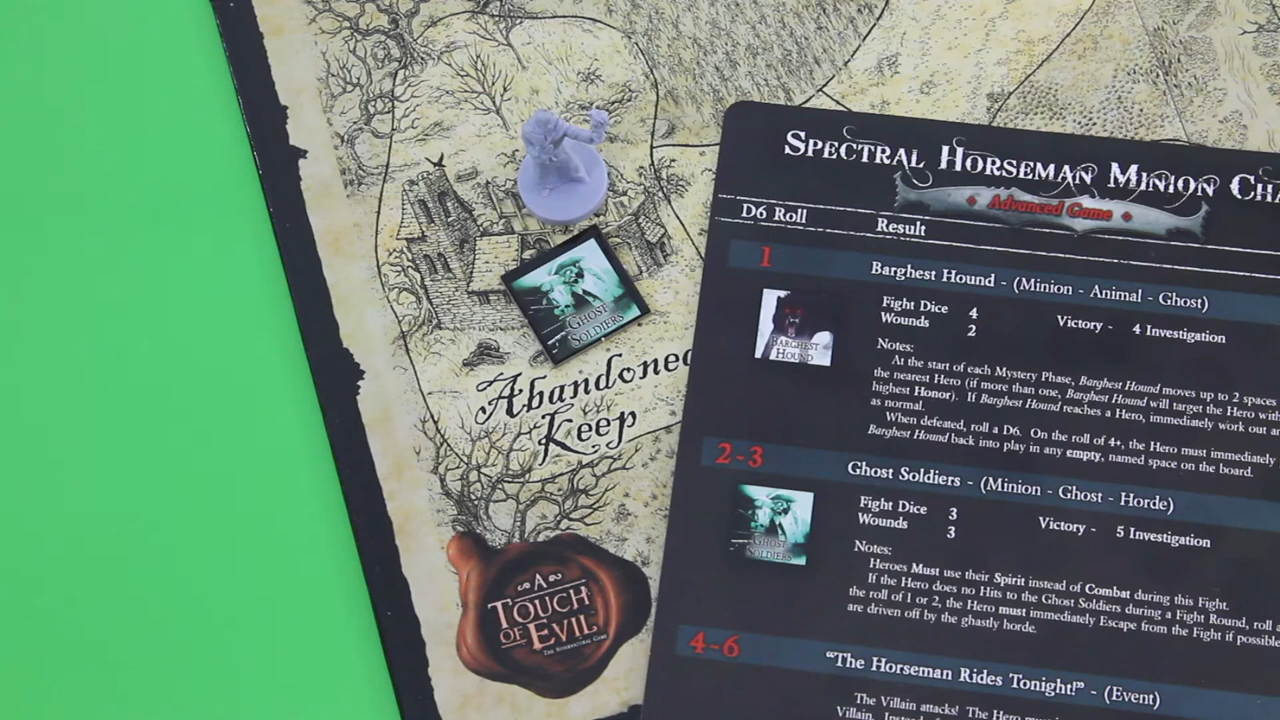 GHOST
SOLDIERS
Abandoned
Keep
A
TOUCH
OF EVIL
THE SUPERNATURAL GAME
SPECTRAL HORSEMAN MINION CHA
Advanced Game
D6 Roll Result
1 Barghest Hound - (Minion - Animal - Ghost)
BARGHEST
HOUND
Fight Dice 4 Victory - 4 Investigation
Wounds 2
Notes:
At the start of each Mystery Phase, Barghest Hound moves up to 2 spaces
the nearest Hero (if more than one, Barghest Hound will target the Hero with
highest Honor). If Barghest Hound reaches a Hero, immediately work out an
as normal.
When defeated, roll a D6. On the roll of 4+, the Hero must immediately
Barghest Hound back into play in any empty, named space on the board.
2-3 Ghost Soldiers - (Minion - Ghost - Horde)
GHOST
SOLDIERS
Fight Dice 3 Victory - 5 Investigation
Wounds 3
Notes:
Heroes Must use their Spirit instead of Combat during this Fight.
If the Hero does no Hits to the Ghost Soldiers during a Fight Round, roll a
the roll of 1 or 2, the Hero must immediately Escape from the Fight if possible
are driven off by the ghastly horde.
4-6 "The Horseman Rides Tonight!" - (Event)
The Villain attacks! The Hero must
Villain. Instead